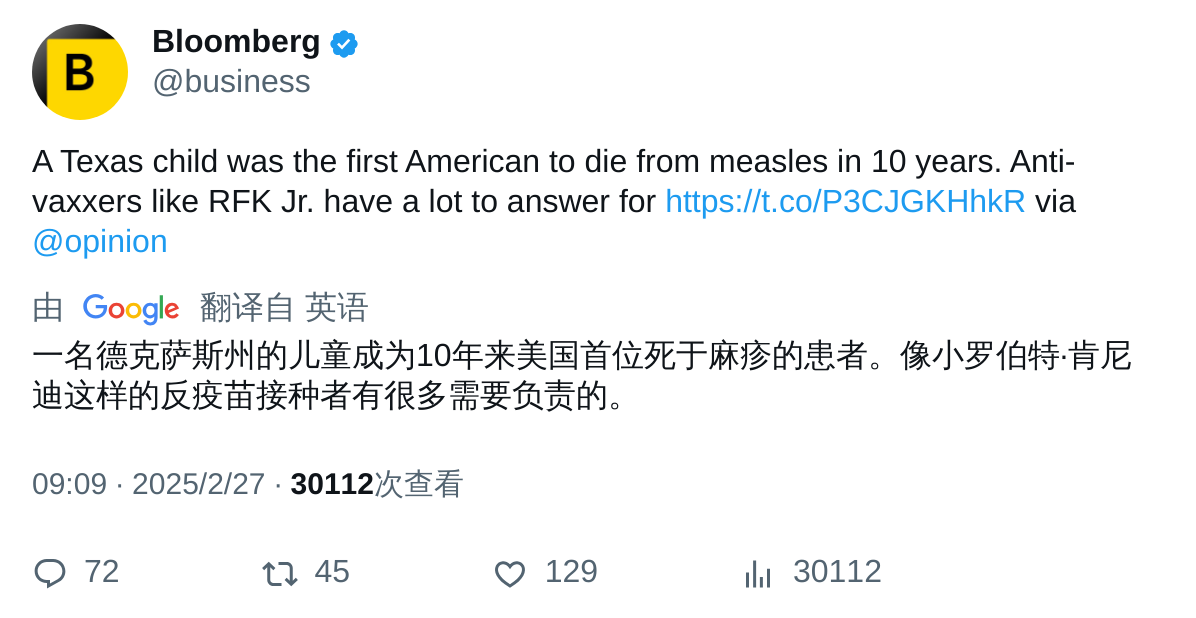 B
Bloomberg
@business
A Texas child was the first American to die from measles in 10 years. Anti-
vaxxers like RFK Jr. have a lot to answer for https://t.co/P3CJGKHhkR via
@opinion
由 Google 翻译自 英语
一名德克萨斯州的儿童成为10年来美国首位死于麻疹的患者。像小罗伯特·肯尼
迪这样的反疫苗接种者有很多需要负责的。
09:09 · 2025/2/27 · 30112次查看
72 45 129 30112